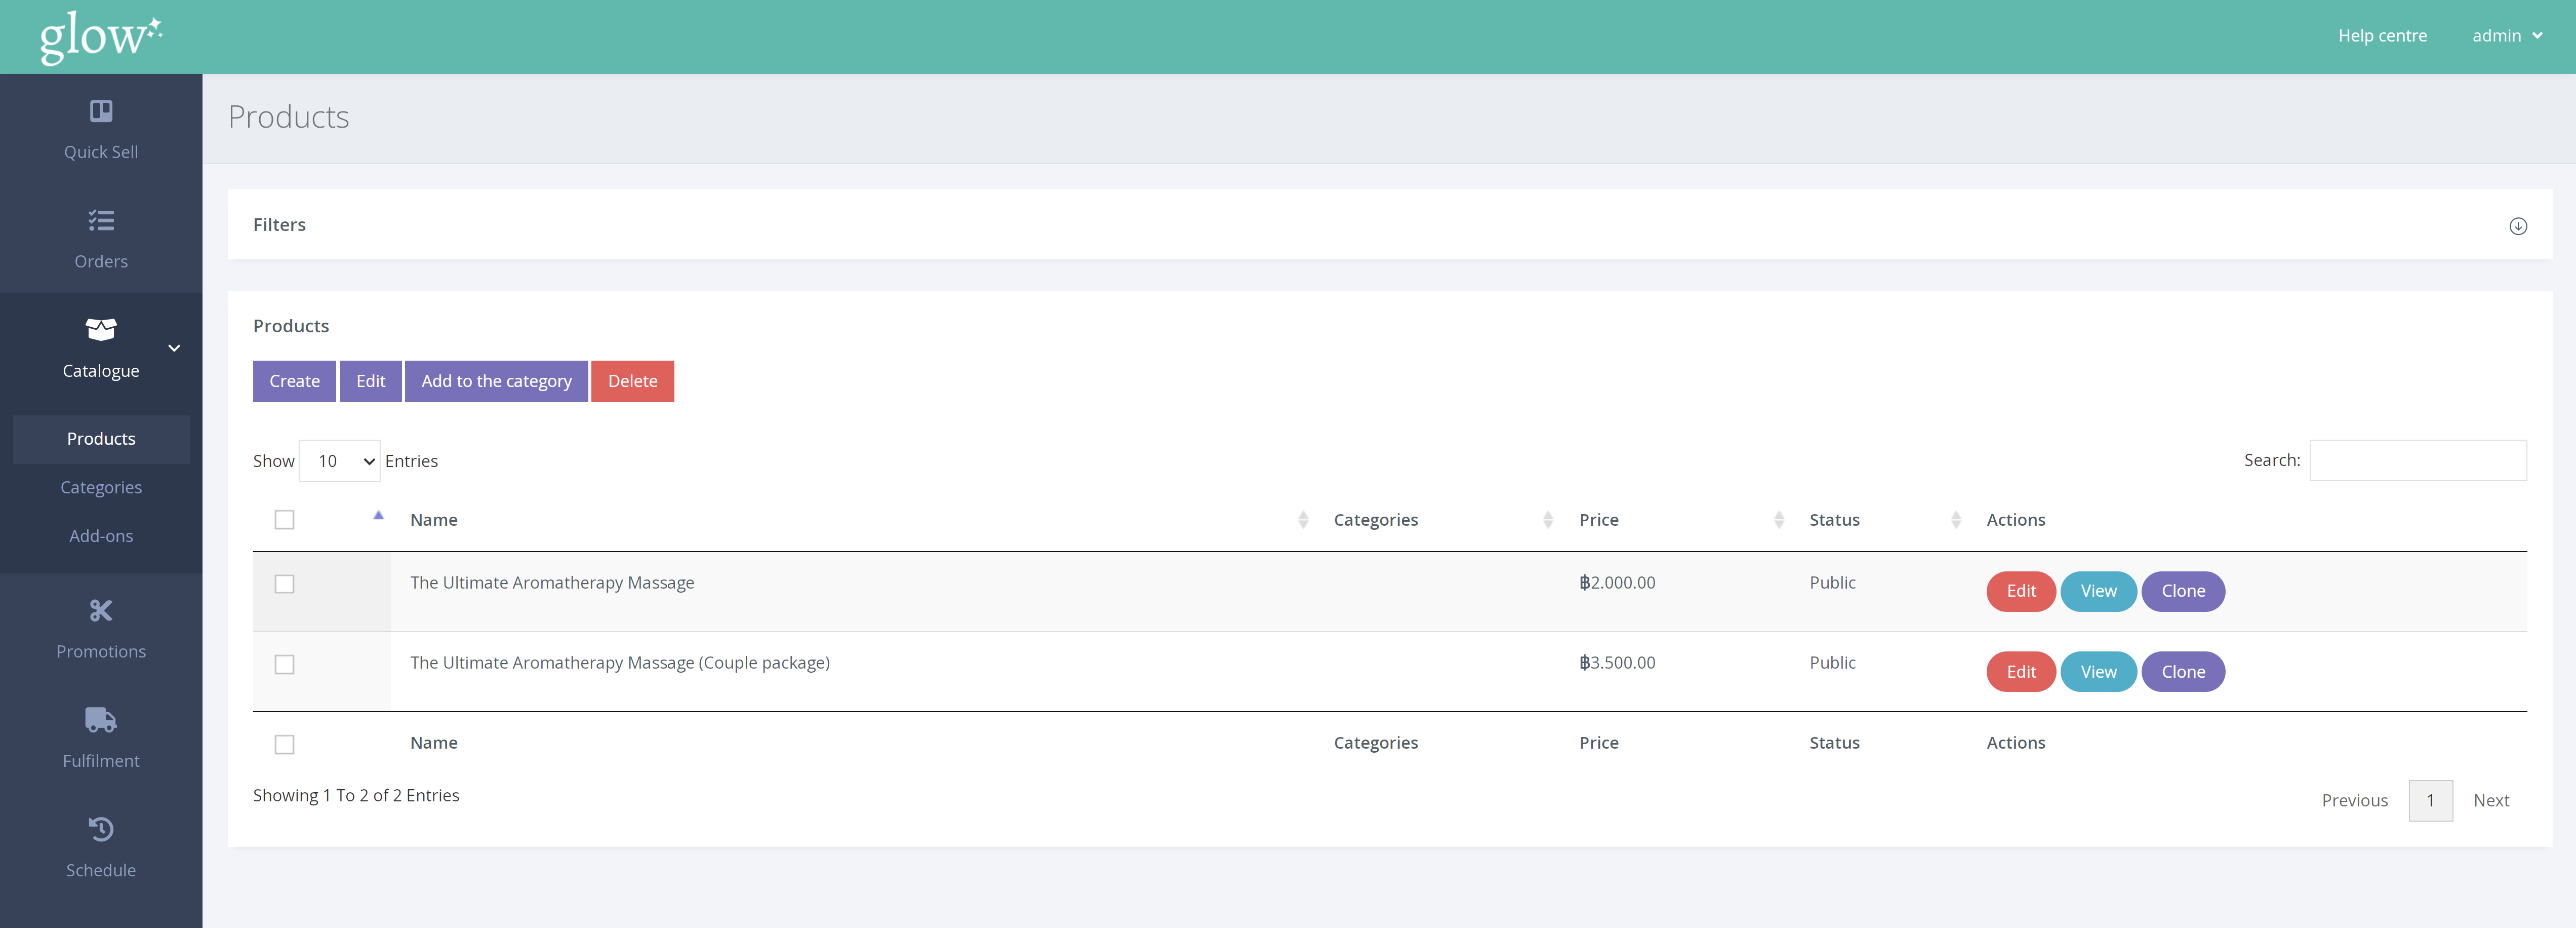 glow
Help centre admin
Quick Sell
Orders
Catalogue
Products
Categories
Add-ons
Promotions
Fulfilment
Schedule
Products
Filters
Products
Create Edit Add to the category Delete
Show 10 Entries Search:
Name Categories Price Status Actions
The Ultimate Aromatherapy Massage ฿2.000.00 Public Edit View Clone
The Ultimate Aromatherapy Massage (Couple package) ฿3.500.00 Public Edit View Clone
Name Categories Price Status Actions
Showing 1 To 2 of 2 Entries Previous 1 Next